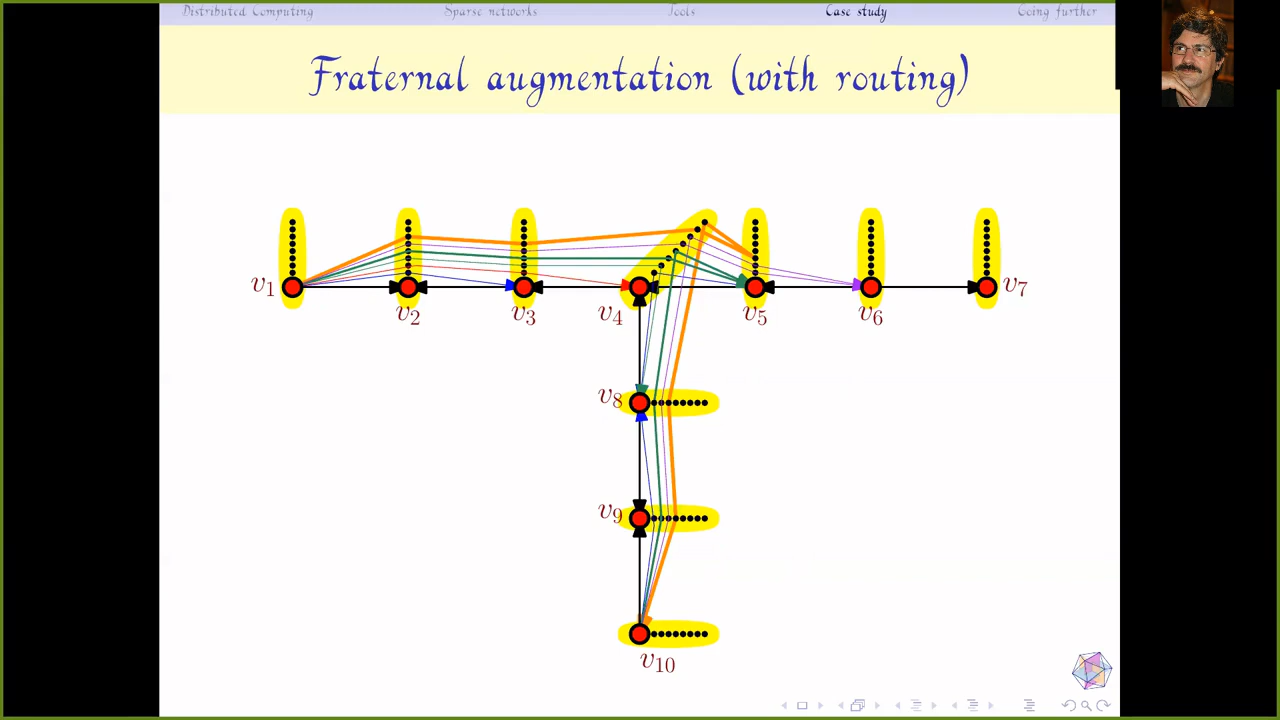 Distributed Computing Sparse networks Tools Case study Going further
Fraternal augmentation (with routing)
v1 v2 v3 v4 v5 v6 v7
v8
v9
v10